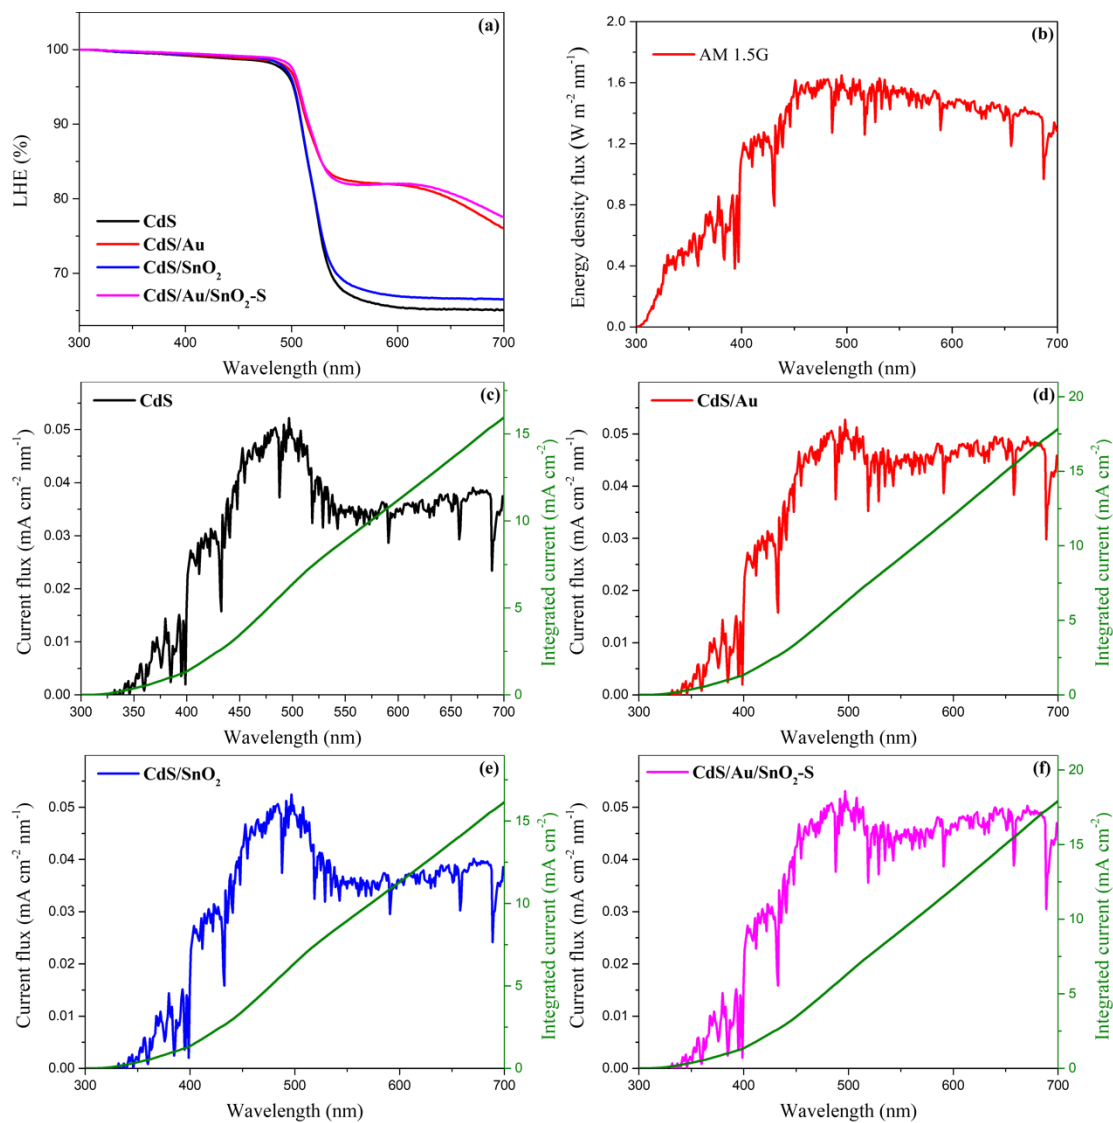 (a)
100
90
80
70
LHE (%)
CdS
CdS/Au
CdS/SnO₂
CdS/Au/SnO₂-S
300 400 500 600 700
Wavelength (nm)
(b)
AM 1.5G
2.0
1.6
1.2
0.8
0.4
0.0
Energy density flux (W m⁻² nm⁻¹)
300 400 500 600 700
Wavelength (nm)
(c)
CdS
0.05
0.04
0.03
0.02
0.01
0.00
Current flux (mA cm⁻² nm⁻¹)
15
10
5
0
Integrated current (mA cm⁻²)
300 350 400 450 500 550 600 650 700
Wavelength (nm)
(d)
CdS/Au
0.05
0.04
0.03
0.02
0.01
0.00
Current flux (mA cm⁻² nm⁻¹)
20
15
10
5
0
Integrated current (mA cm⁻²)
300 400 500 600 700
Wavelength (nm)
(e)
CdS/SnO₂
0.05
0.04
0.03
0.02
0.01
0.00
Current flux (mA cm⁻² nm⁻¹)
15
10
5
0
Integrated current (mA cm⁻²)
300 400 500 600 700
Wavelength (nm)
(f)
CdS/Au/SnO₂-S
0.05
0.04
0.03
0.02
0.01
0.00
Current flux (mA cm⁻² nm⁻¹)
20
15
10
5
0
Integrated current (mA cm⁻²)
300 400 500 600 700
Wavelength (nm)